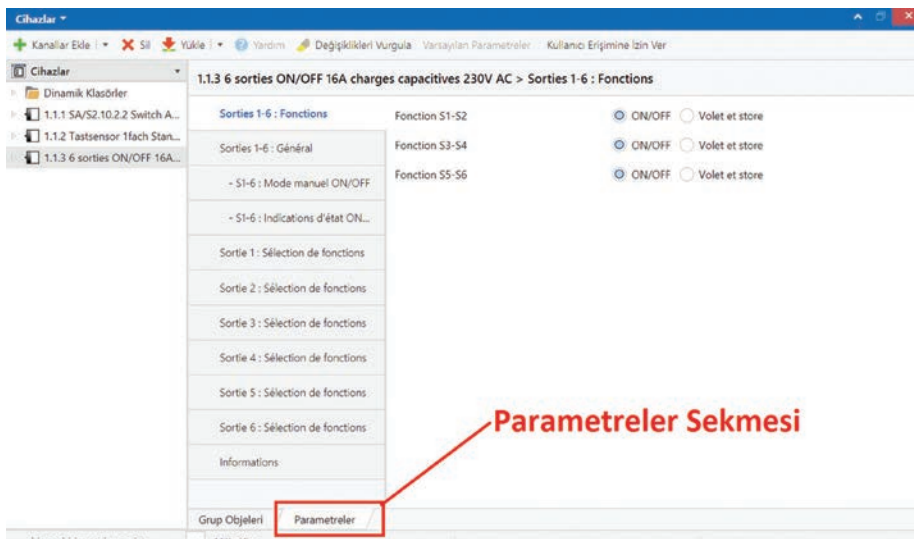 Cihazlar
Kanallar Ekle Sil Yükle Yardım Değişiklikleri Vurgula Varsayılan Parametreler Kullanıcı Erişimine İzin Ver
Cihazlar
Dinamik Klasörler
1.1.1 SA/S2.10.2.2 Switch A...
1.1.2 Tastsensor 1fach Stan...
1.1.3 6 sorties ON/OFF 16A...
1.1.3 6 sorties ON/OFF 16A charges capacitives 230V AC > Sorties 1-6 : Fonctions
Sorties 1-6 : Fonctions
Sorties 1-6 : Général
- S1-6 : Mode manuel ON/OFF
- S1-6 : Indications d'état ON...
Sortie 1 : Sélection de fonctions
Sortie 2 : Sélection de fonctions
Sortie 3 : Sélection de fonctions
Sortie 4 : Sélection de fonctions
Sortie 5 : Sélection de fonctions
Sortie 6 : Sélection de fonctions
Informations
Fonction S1-S2 ON/OFF Volet et store
Fonction S3-S4 ON/OFF Volet et store
Fonction S5-S6 ON/OFF Volet et store
Parametreler Sekmesi
Grup Objeleri Parametreler